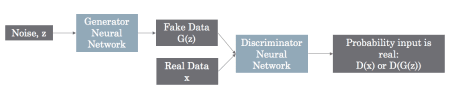 Noise, z
Generator
Neural
Network
Fake Data
G(z)
Real Data
x
Discriminator
Neural
Network
Probability input is
real:
D(x) or D(G(z))